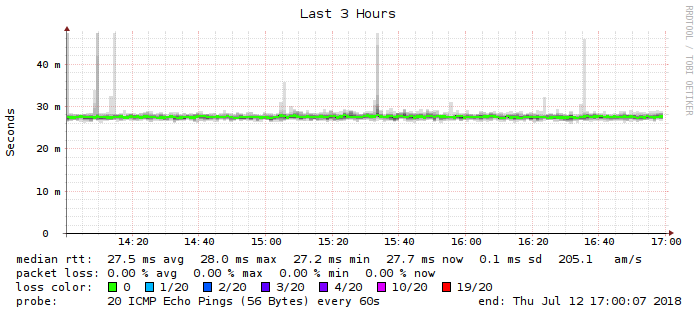 Last 3 Hours
RRDTOOL / TOBI OETIKER
Seconds
40 m
30 m
20 m
10 m
0
14:20 14:40 15:00 15:20 15:40 16:00 16:20 16:40 17:00
median rtt: 27.5 ms avg 28.0 ms max 27.2 ms min 27.7 ms now 0.1 ms sd 205.1 am/s
packet loss: 0.00 % avg 0.00 % max 0.00 % min 0.00 % now
loss color: 0 1/20 2/20 3/20 4/20 10/20 19/20
probe: 20 ICMP Echo Pings (56 Bytes) every 60s end: Thu Jul 12 17:00:07 2018